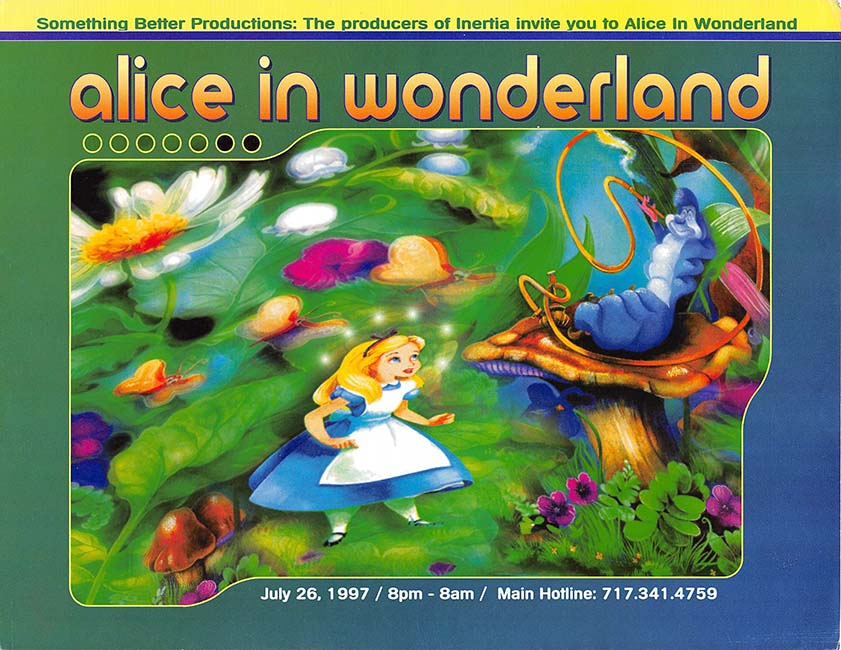 Something Better Productions: The producers of Inertia invite you to Alice In Wonderland
alice in wonderland
July 26, 1997 / 8pm - 8am / Main Hotline: 717.341.4759